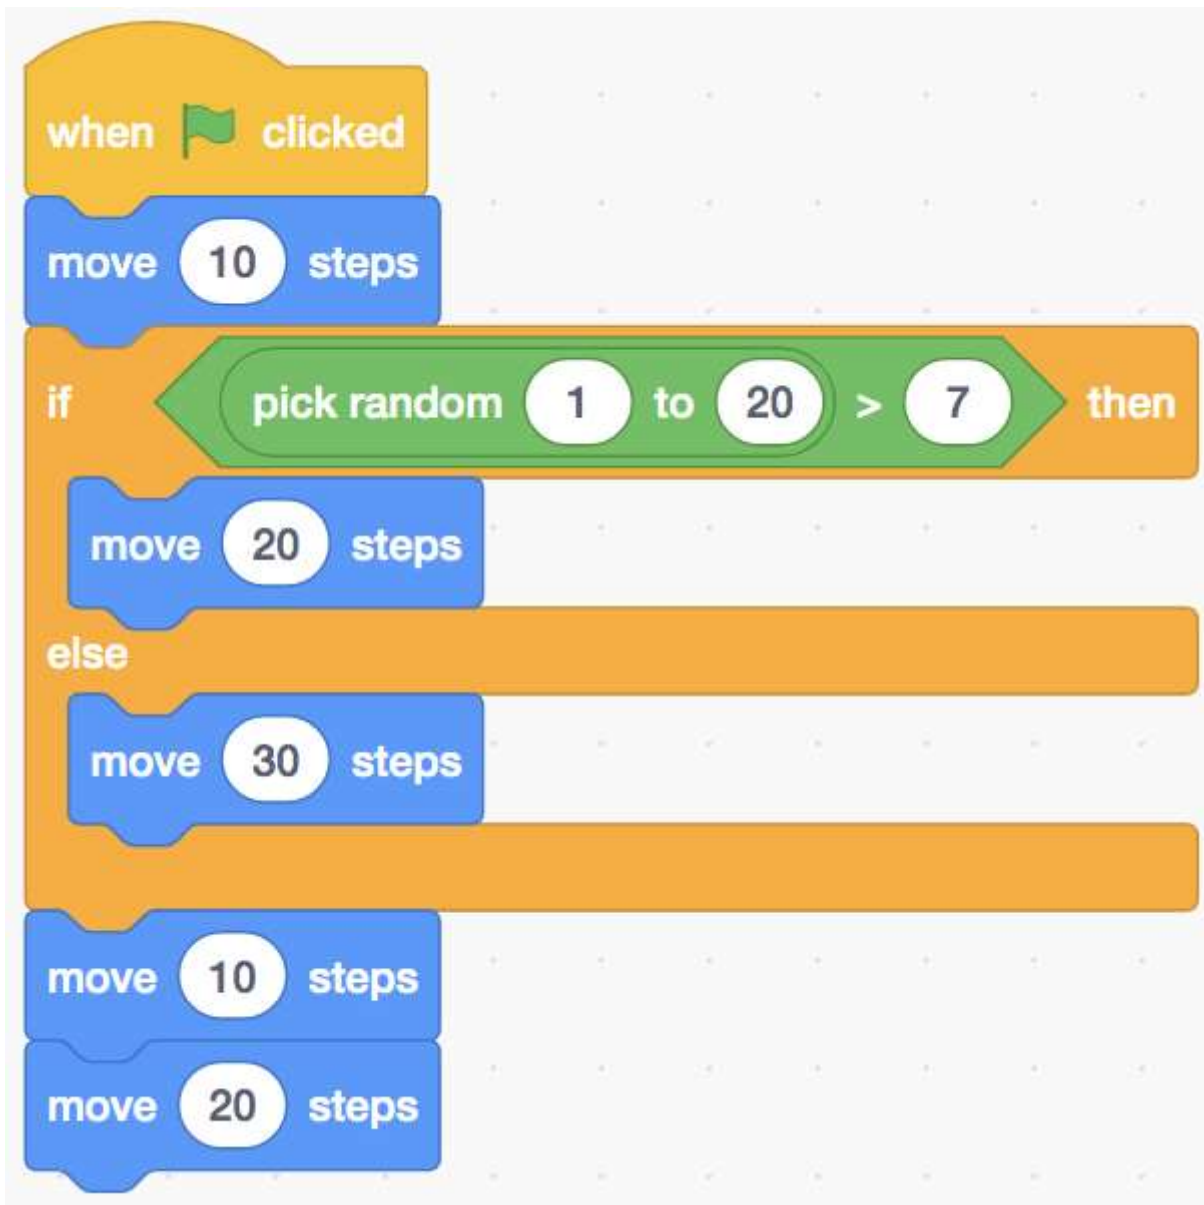 when clicked
move 10 steps
if pick random 1 to 20 > 7 then
move 20 steps
else
move 30 steps
move 10 steps
move 20 steps